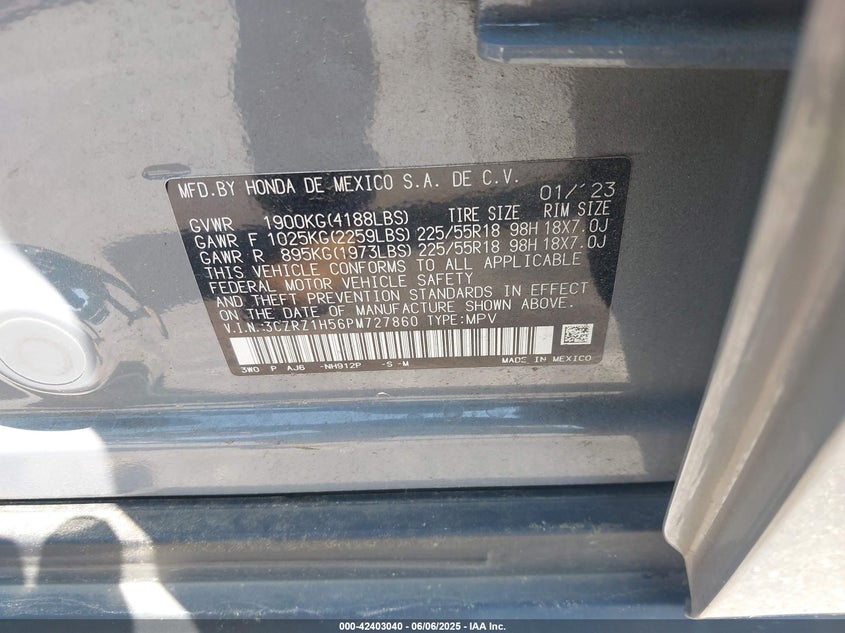 MFD.BY HONDA DE MEXICO S.A. DE C.V. 01/'23
GVWR 1900KG(4188LBS) TIRE SIZE RIM SIZE
GAWR F 1025KG(2259LBS) 225/55R18 98H 18X7.0J
GAWR R 895KG(1973LBS) 225/55R18 98H 18X7.0J
THIS VEHICLE CONFORMS TO ALL APPLICABLE
FEDERAL MOTOR VEHICLE SAFETY
AND THEFT PREVENTION STANDARDS IN EFFECT
ON THE DATE OF MANUFACTURE SHOWN ABOVE.
V.I.N.:3CZRZ1H56PM727860 TYPE:MPV
3W0 P AJ6 -NH912P -S -M MADE IN MEXICO
000-42403040 - 06/06/2025 - IAA Inc.